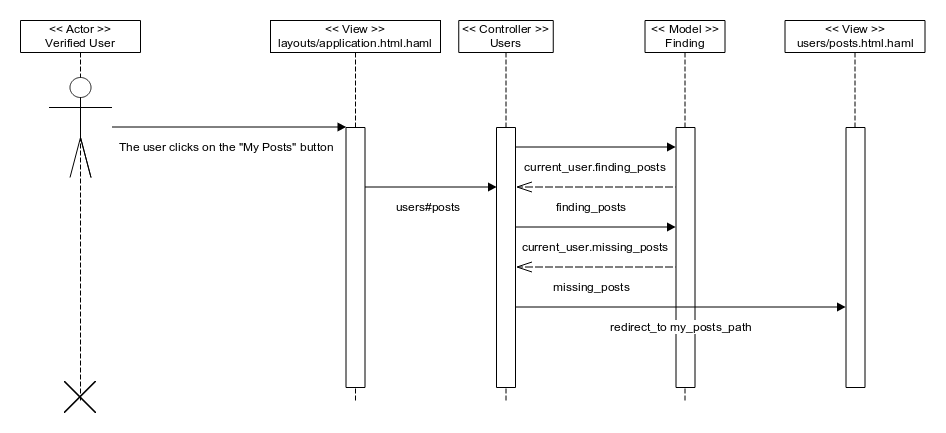 << Actor >>
Verified User
<< View >>
layouts/application.html.haml
<< Controller >>
Users
<< Model >>
Finding
<< View >>
users/posts.html.haml
The user clicks on the "My Posts" button
current_user.finding_posts
users#posts
finding_posts
current_user.missing_posts
missing_posts
redirect_to my_posts_path